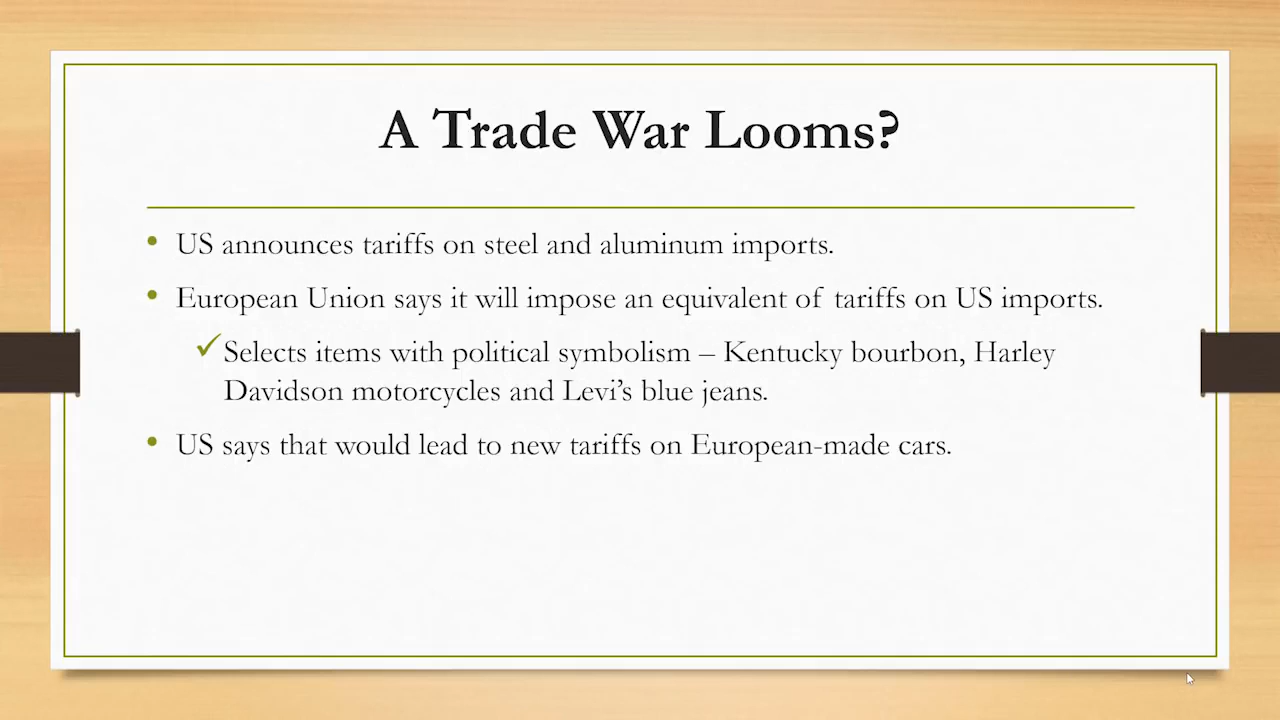 A Trade War Looms?
• US announces tariffs on steel and aluminum imports.
• European Union says it will impose an equivalent of tariffs on US imports.
✓Selects items with political symbolism – Kentucky bourbon, Harley
Davidson motorcycles and Levi’s blue jeans.
• US says that would lead to new tariffs on European-made cars.